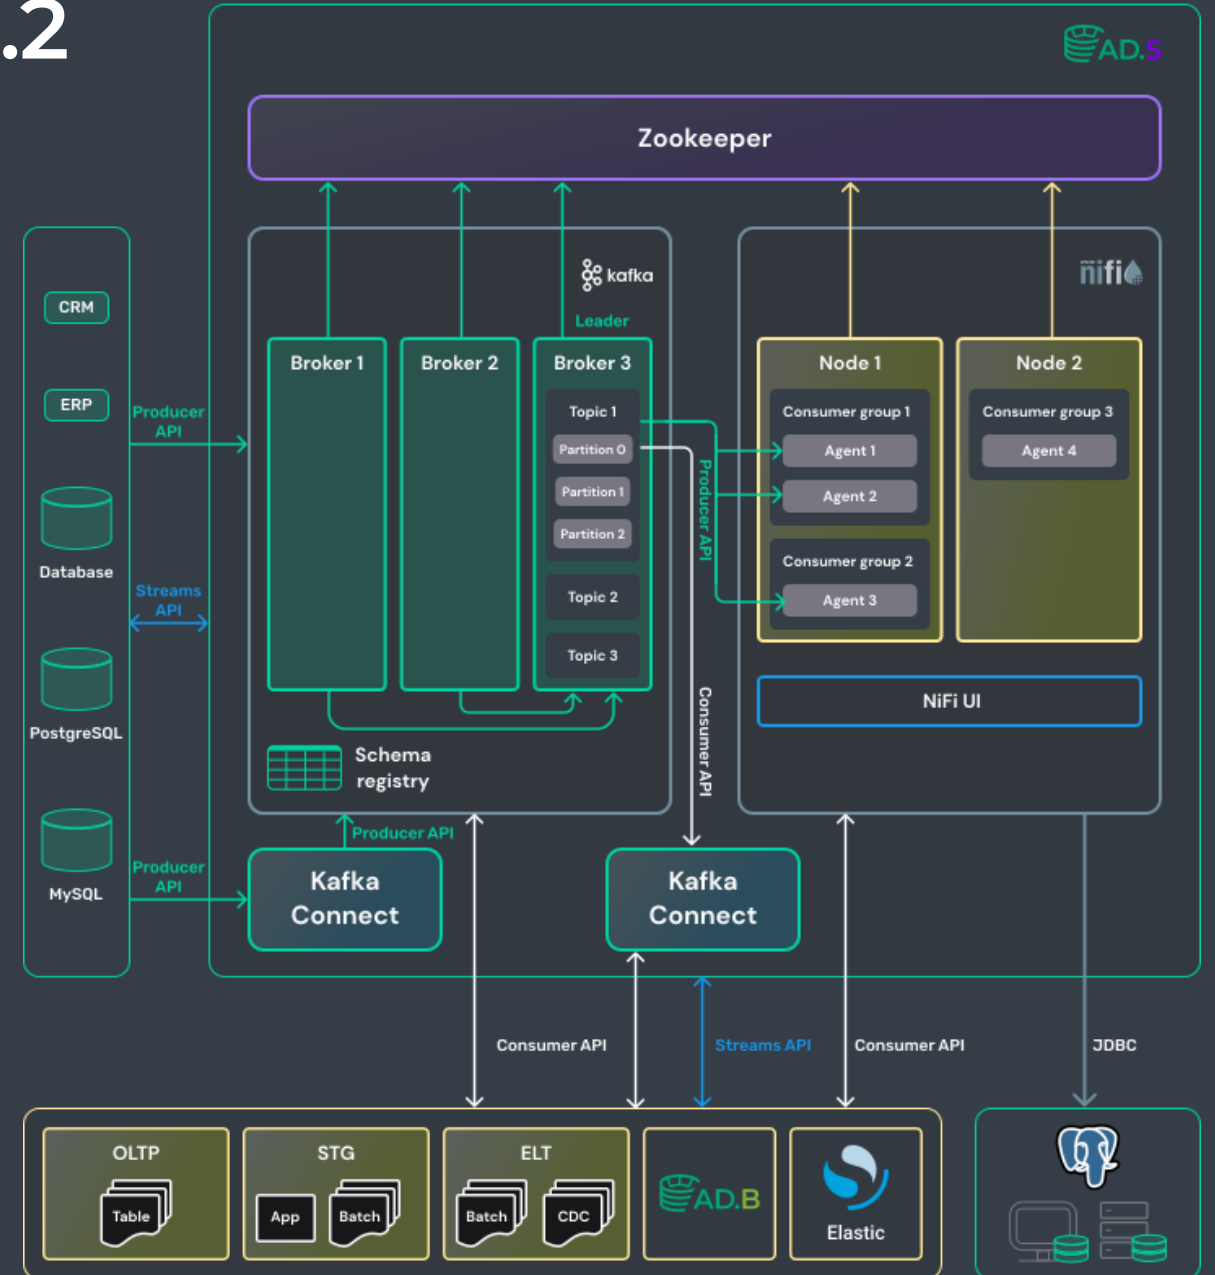 .2
AD.S
Zookeeper
kafka
nifi
CRM
ERP
Database
PostgreSQL
MySQL
Producer
API
Streams
API
Producer
API
Leader
Broker 1
Broker 2
Broker 3
Topic 1
Partition 0
Partition 1
Partition 2
Topic 2
Topic 3
Schema
registry
Producer API
Consumer API
Node 1
Consumer group 1
Agent 1
Agent 2
Consumer group 2
Agent 3
Node 2
Consumer group 3
Agent 4
NiFi UI
Producer API
Kafka
Connect
Kafka
Connect
Consumer API
Streams API
Consumer API
JDBC
OLTP
Table
STG
App
Batch
ELT
Batch
CDC
AD.B
Elastic